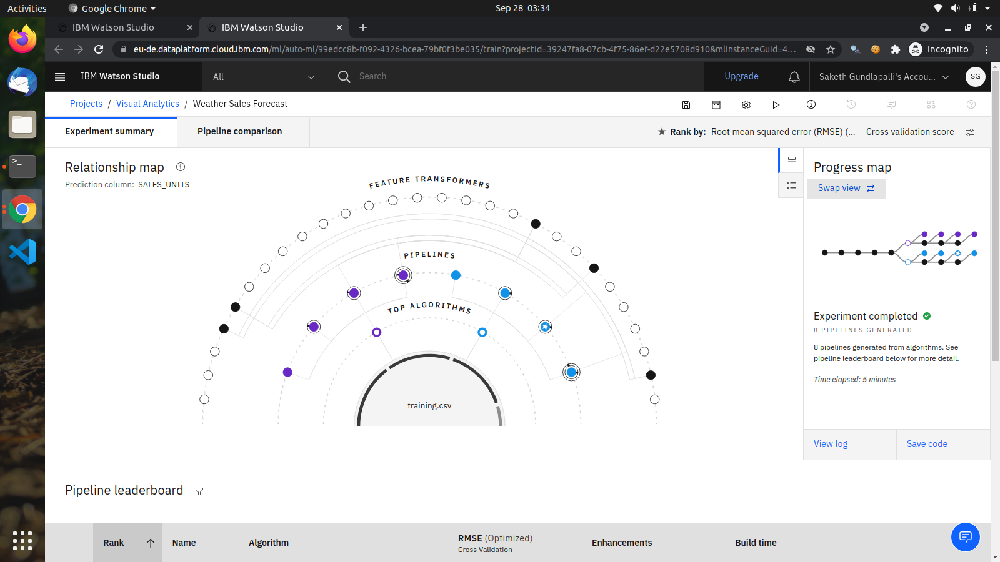 Activities
Google Chrome
Sep 28 03:34
IBM Watson Studio
IBM Watson Studio
eu-de.dataplatform.cloud.ibm.com/ml/auto-ml/99edcc8b-f092-4326-bcea-79bf0f3be035/train?projectid=39247fa8-07cb-4f75-86ef-d22e5708d910&mlInstanceGuid=4...
Incognito
IBM Watson Studio
All
Search
Upgrade
Saketh Gundlapalli's Accou...
SG
Projects / Visual Analytics / Weather Sales Forecast
Experiment summary
Pipeline comparison
Rank by: Root mean squared error (RMSE) (...
Cross validation score
Relationship map
Prediction column: SALES_UNITS
FEATURE TRANSFORMERS
PIPELINES
TOP ALGORITHMS
training.csv
Progress map
Swap view
Experiment completed
8 PIPELINES GENERATED
8 pipelines generated from algorithms. See
pipeline leaderboard below for more detail.
Time elapsed: 5 minutes
View log
Save code
Pipeline leaderboard
Rank
Name
Algorithm
RMSE (Optimized)
Cross Validation
Enhancements
Build time